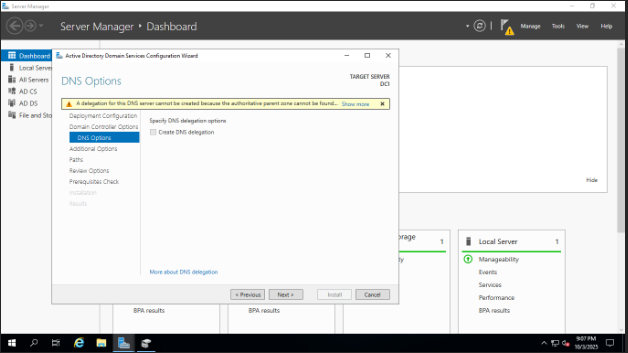 Server Manager
Server Manager • Dashboard
Manage Tools View Help
Dashboard
Local Serve
All Servers
AD CS
AD DS
File and Sto
Active Directory Domain Services Configuration Wizard
DNS Options
TARGET SERVER
DC1
A delegation for this DNS server cannot be created because the authoritative parent zone cannot be found... Show more
Deployment Configuration
Domain Controller Options
DNS Options
Additional Options
Paths
Review Options
Prerequisites Check
Installation
Results
Specify DNS delegation options
Create DNS delegation
More about DNS delegation
< Previous
Next >
Install
Cancel
Hide
orage 1
ty
Local Server 1
Manageability
Events
Services
Performance
BPA results
BPA results
BPA results
9:07 PM
10/3/2025